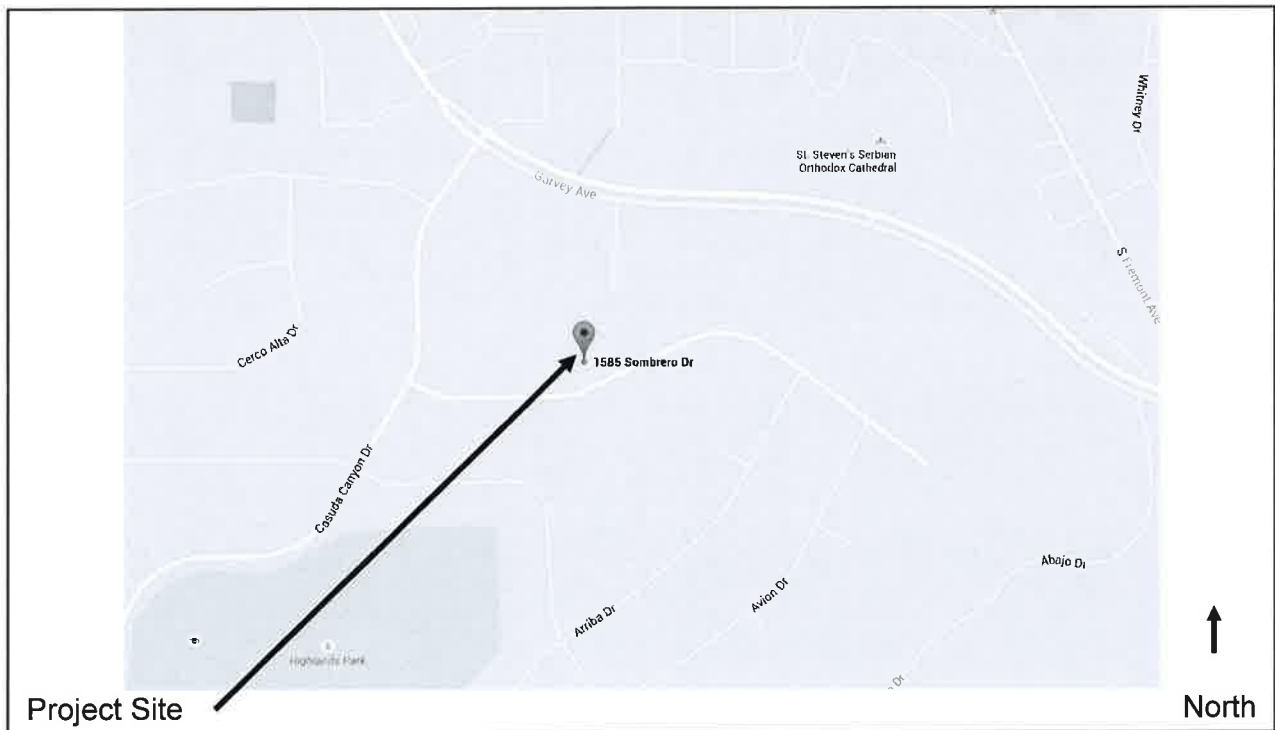 Whitney Dr
St. Steven's Serbian
Orthodox Cathedral
Garvey Ave
S Fremont Ave
Cerco Alta Dr
1585 Sombrero Dr
Cosuda Canyon Dr
Abajo Dr
Avion Dr
Arriba Dr
Highlands Park
Dr
Project Site
North